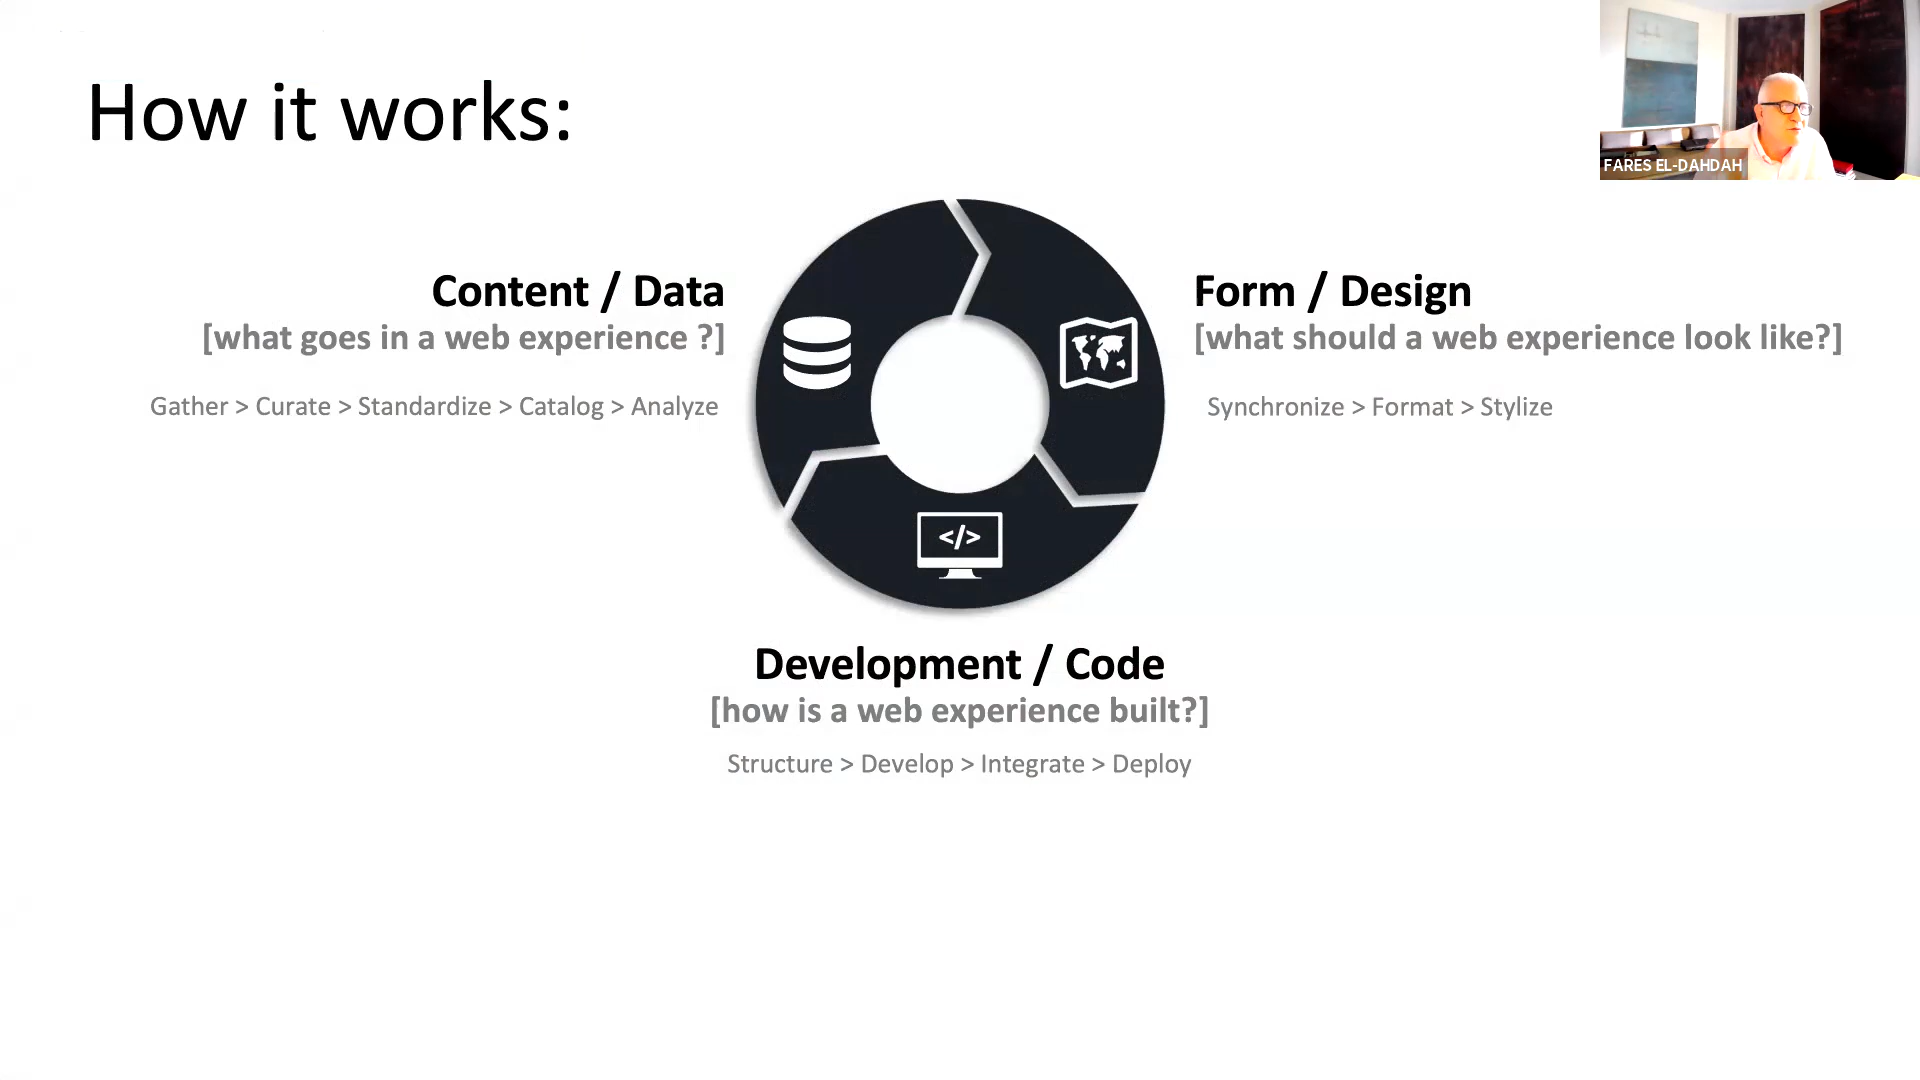 How it works:
FARES EL-DAHDAH
Content / Data
[what goes in a web experience ?]
Gather > Curate > Standardize > Catalog > Analyze
Form / Design
[what should a web experience look like?]
Synchronize > Format > Stylize
</>
Development / Code
[how is a web experience built?]
Structure > Develop > Integrate > Deploy